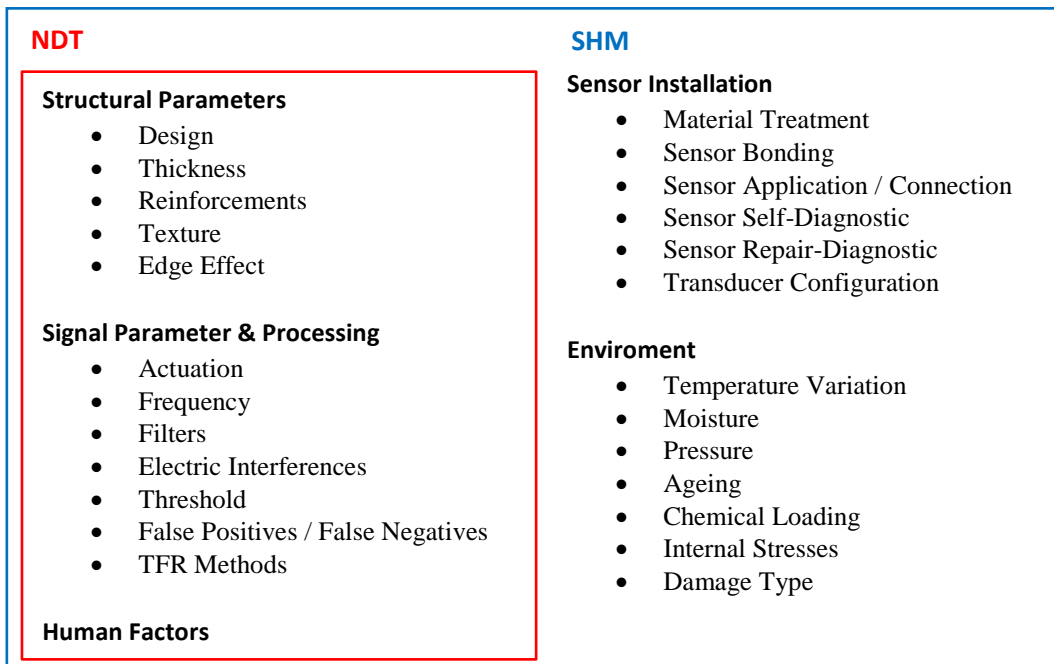 NDT
Structural Parameters
• Design
• Thickness
• Reinforcements
• Texture
• Edge Effect
Signal Parameter & Processing
• Actuation
• Frequency
• Filters
• Electric Interferences
• Threshold
• False Positives / False Negatives
• TFR Methods
Human Factors
SHM
Sensor Installation
• Material Treatment
• Sensor Bonding
• Sensor Application / Connection
• Sensor Self-Diagnostic
• Sensor Repair-Diagnostic
• Transducer Configuration
Enviroment
• Temperature Variation
• Moisture
• Pressure
• Ageing
• Chemical Loading
• Internal Stresses
• Damage Type